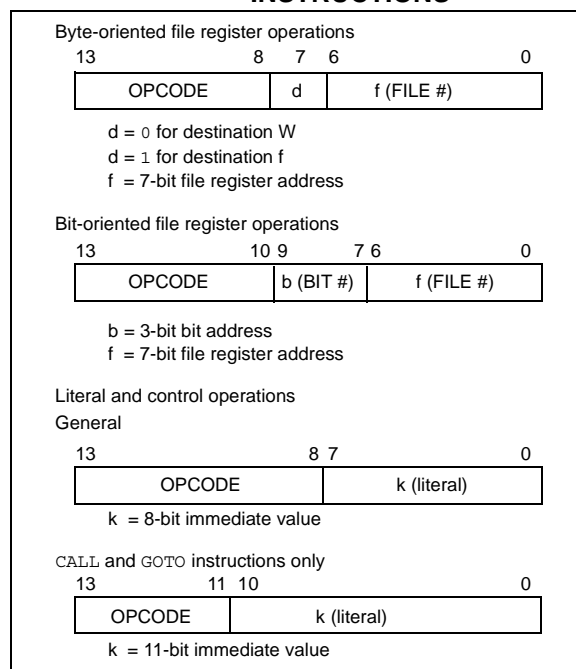 INSTRUCTIONS
Byte-oriented file register operations
13 8 7 6 0
OPCODE d f (FILE #)
d = 0 for destination W
d = 1 for destination f
f = 7-bit file register address
Bit-oriented file register operations
13 10 9 7 6 0
OPCODE b (BIT #) f (FILE #)
b = 3-bit bit address
f = 7-bit file register address
Literal and control operations
General
13 8 7 0
OPCODE k (literal)
k = 8-bit immediate value
CALL and GOTO instructions only
13 11 10 0
OPCODE k (literal)
k = 11-bit immediate value